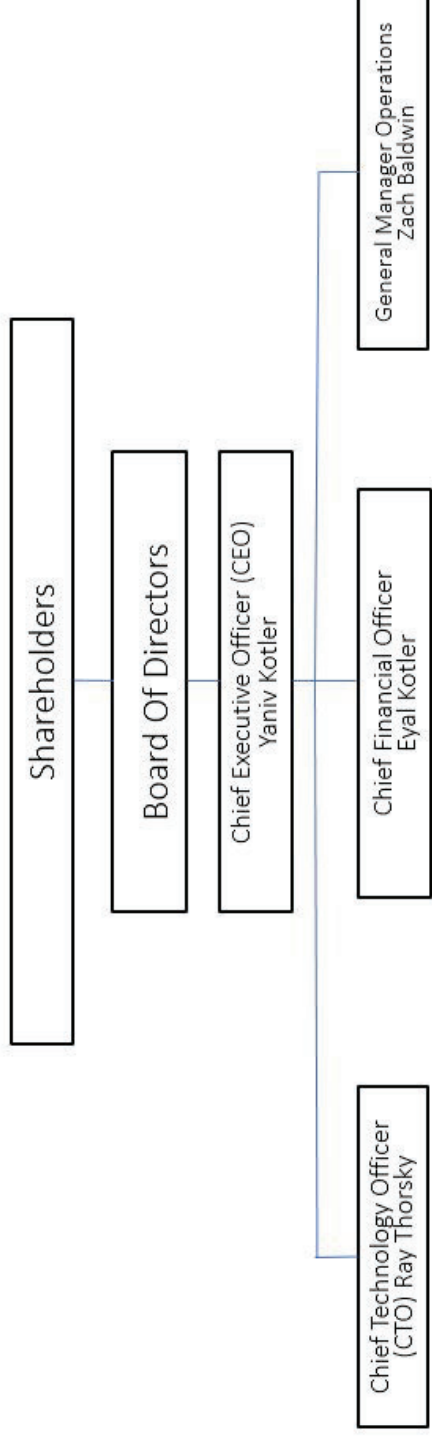 Shareholders
Board Of Directors
Chief Executive Officer (CEO)
Yaniv Kotler
Chief Technology Officer
(CTO) Ray Thorsky
Chief Financial Officer
Eyal Kotler
General Manager Operations
Zach Baldwin